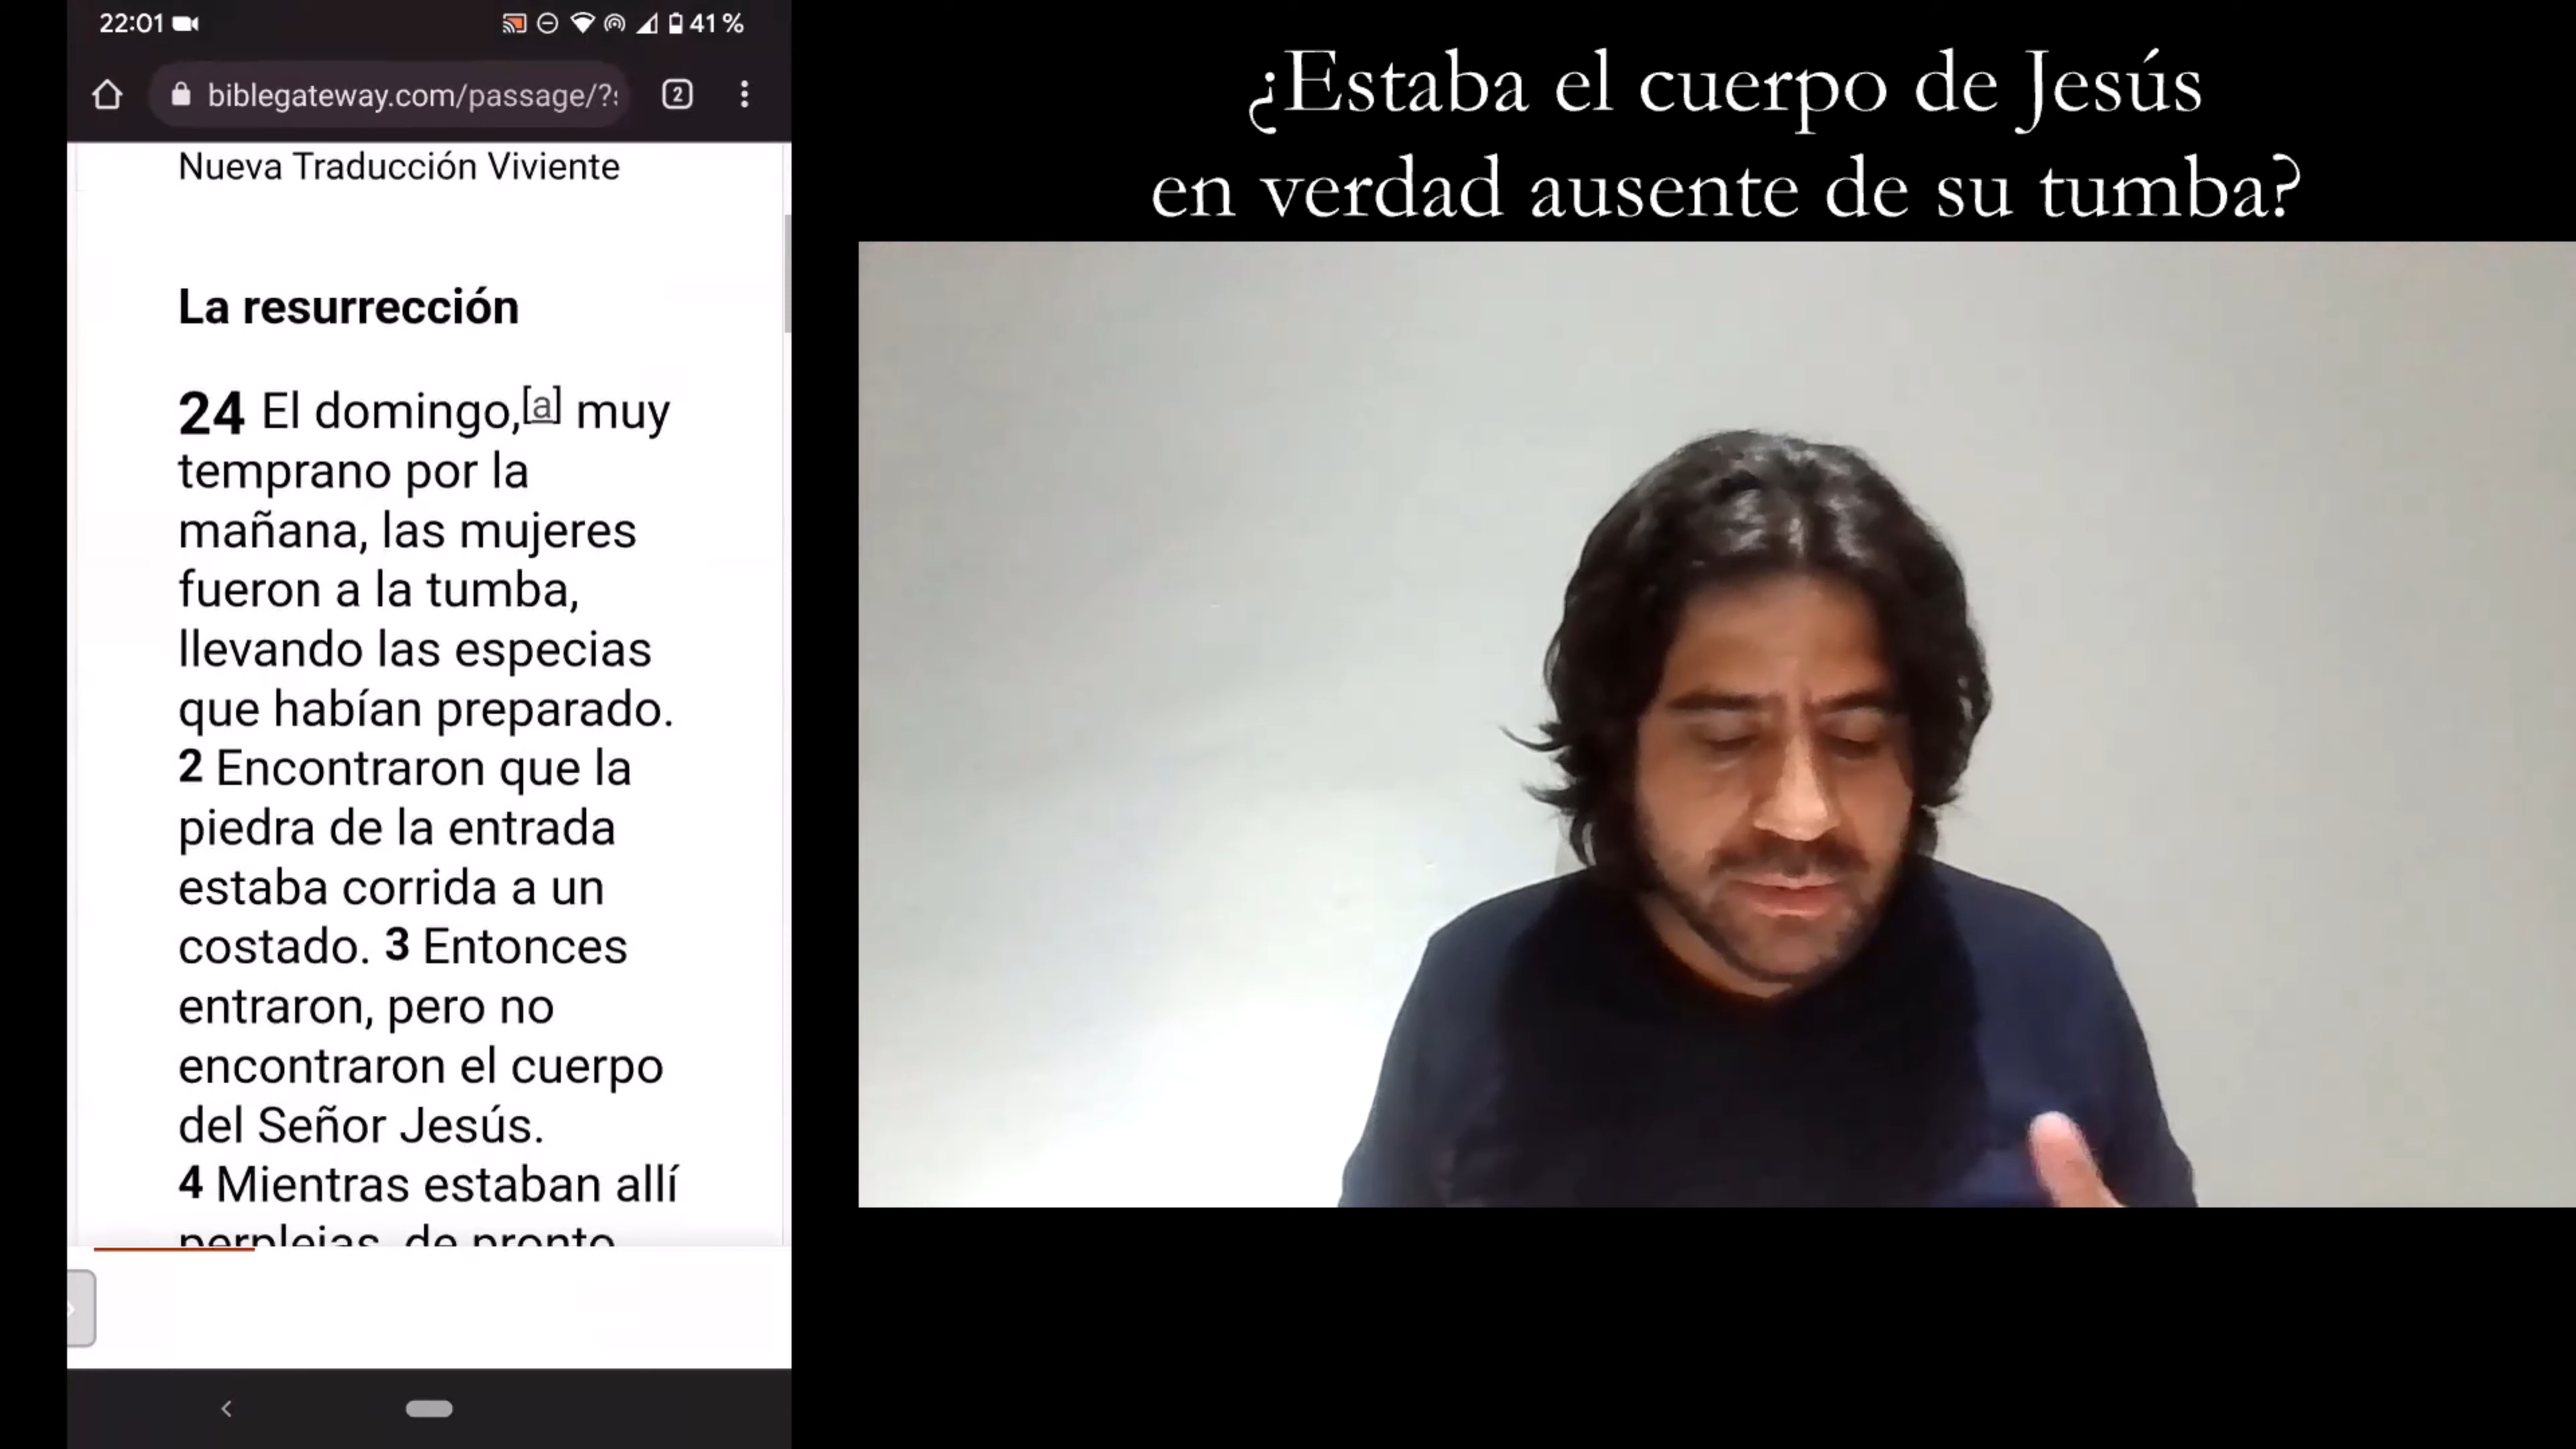 22:01
41 %
biblegateway.com/passage/?s
2
Nueva Traducción Viviente
La resurrección
24 El domingo,[a] muy
temprano por la
mañana, las mujeres
fueron a la tumba,
llevando las especias
que habían preparado.
2 Encontraron que la
piedra de la entrada
estaba corrida a un
costado. 3 Entonces
entraron, pero no
encontraron el cuerpo
del Señor Jesús.
4 Mientras estaban allí
perplejas, de pronto
¿Estaba el cuerpo de Jesús
en verdad ausente de su tumba?